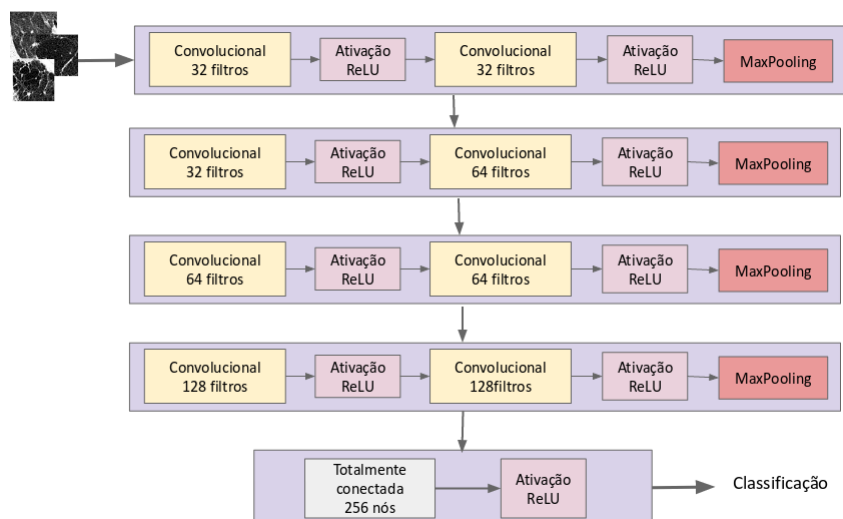 Convolucional
32 filtros
Ativação
ReLU
Convolucional
32 filtros
Ativação
ReLU
MaxPooling
Convolucional
32 filtros
Ativação
ReLU
Convolucional
64 filtros
Ativação
ReLU
MaxPooling
Convolucional
64 filtros
Ativação
ReLU
Convolucional
64 filtros
Ativação
ReLU
MaxPooling
Convolucional
128 filtros
Ativação
ReLU
Convolucional
128filtros
Ativação
ReLU
MaxPooling
Totalmente
conectada
256 nós
Ativação
ReLU
Classificação